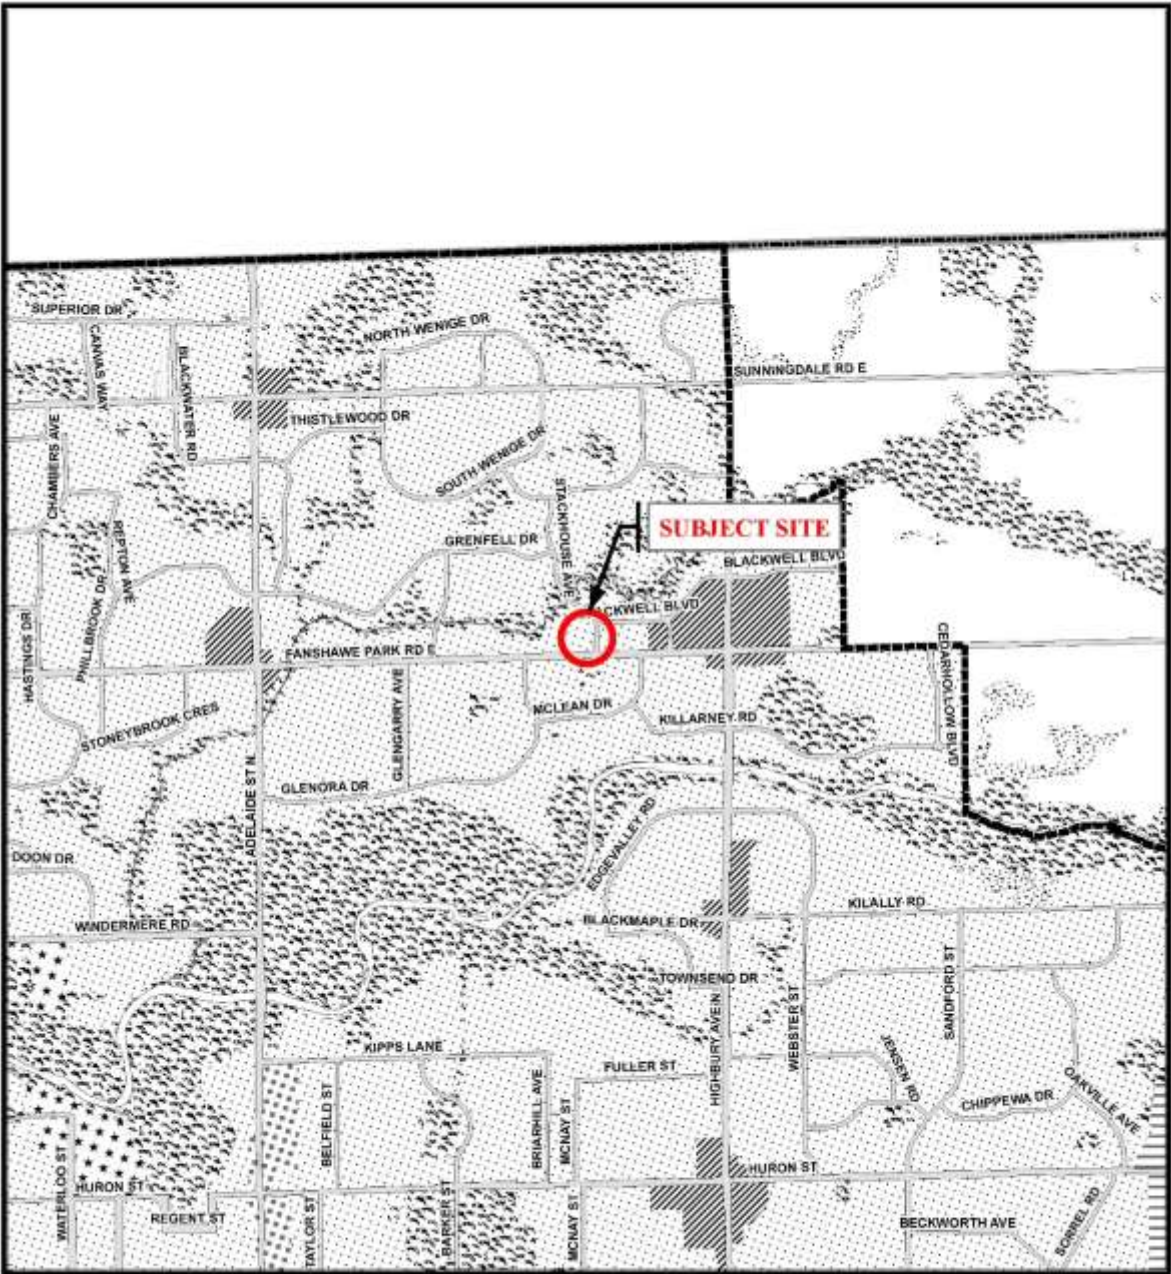 SUPERIOR DR
CANVAS WAY
BLACKWATER RD
NORTH WENIGE DR
SUNNINGDALE RD E
THISTLEWOOD DR
CHAMBERS AVE
SOUTH WENIGE DR
STACKHOUSE AVE
SUBJECT SITE
REPTON AVE
GRENFELL DR
BLACKWELL BLVD
PHILLBROOK DR
ACKWELL BLVD
HASTINGS DR
FANSHAWE PARK RD E
CEDARHOLLOW BLVD
STONEYBROOK CRES
GLENGARRY AVE
MCLEAN DR
KILLARNEY RD
ADELAIDE ST N
GLENORA DR
EDGEVALLEY RD
DOON DR
KILALLY RD
WINDERMERE RD
BLACKMAPLE DR
TOWNSEND DR
SANDFORD ST
HIGHBURY AVE N
WEBSTER ST
KIPPS LANE
FULLER ST
JENSEN RD
CHIPPEWA DR
OAKVILLE AVE
BELFIELD ST
BRIARHILL AVE
MCNAY ST
WATERLOO ST
HURON ST
HURON ST
REGENT ST
TAYLOR ST
BARKER ST
MCNAY ST
BECKWORTH AVE
SORREL RD